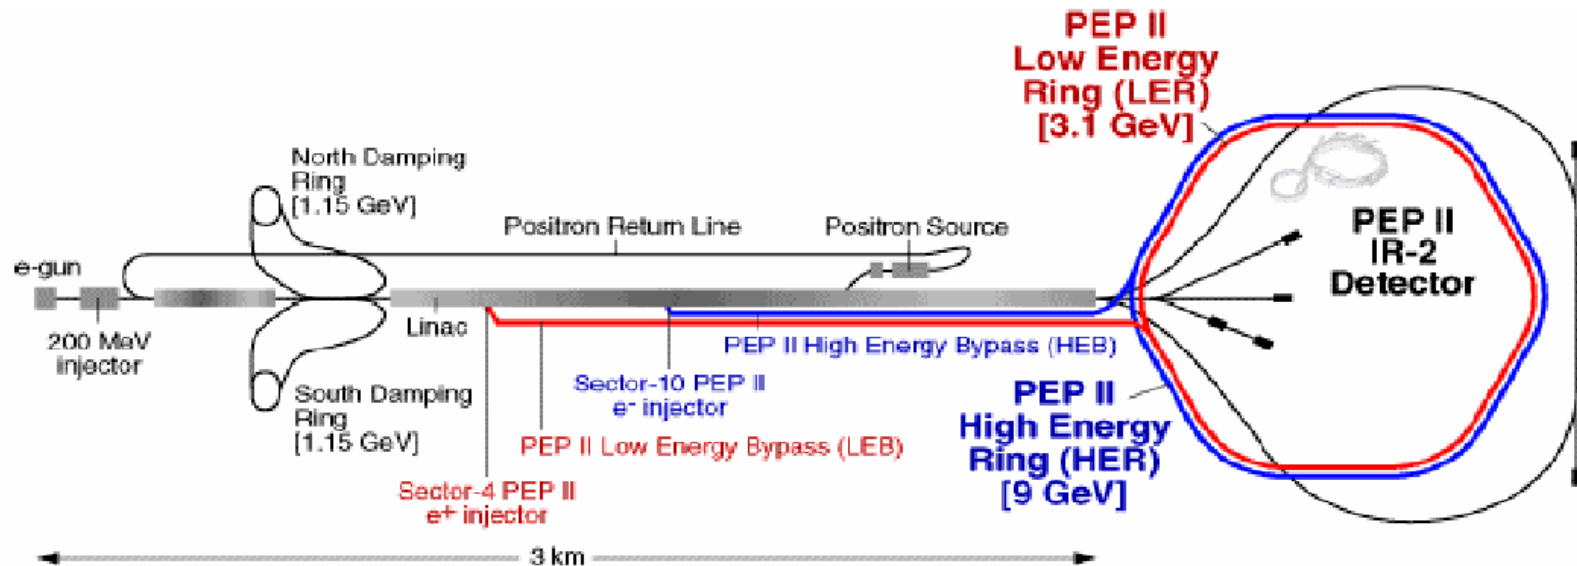 PEP II
Low Energy
Ring (LER)
[3.1 GeV]
North Damping
Ring
[1.15 GeV]
Positron Return Line
Positron Source
PEP II
IR-2
Detector
e-gun
200 MeV
injector
Linac
PEP II High Energy Bypass (HEB)
Sector-10 PEP II
e- injector
South Damping
Ring
[1.15 GeV]
PEP II Low Energy Bypass (LEB)
PEP II
High Energy
Ring (HER)
[9 GeV]
Sector-4 PEP II
e+ injector
3 km